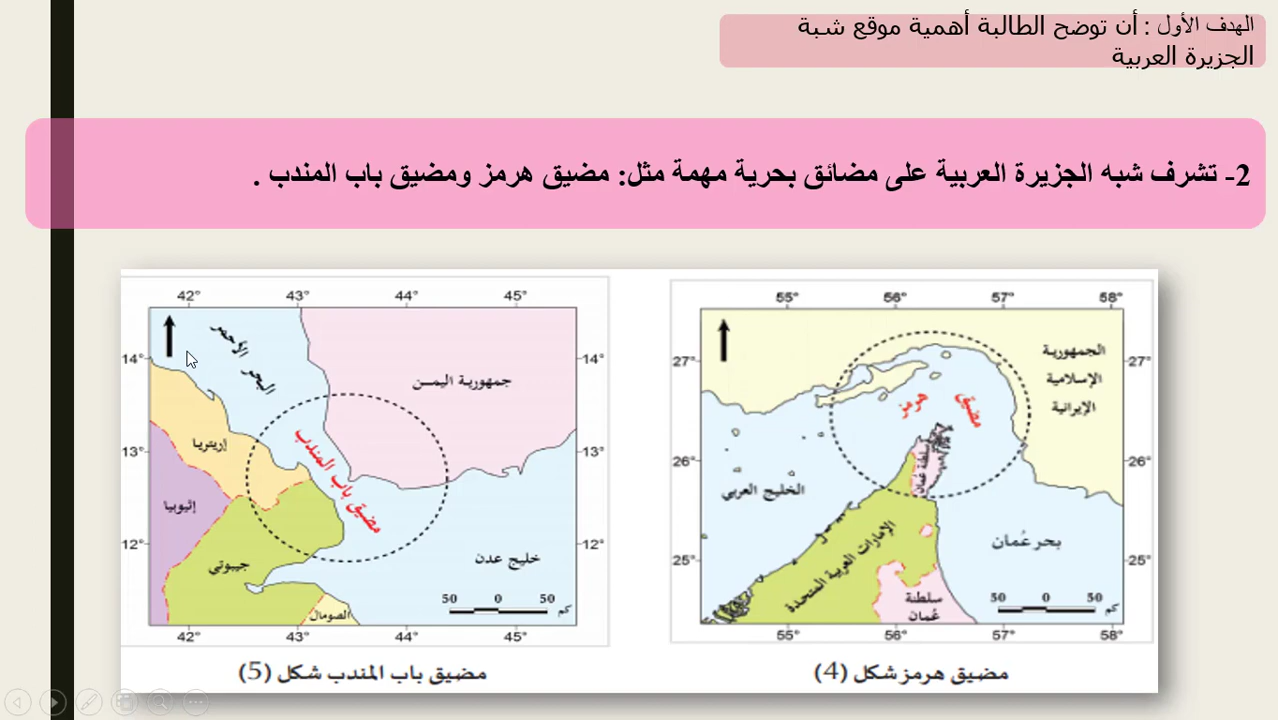 الهدف الأول : أن توضح الطالبة أهمية موقع شبة
الجزيرة العربية
2- تشرف شبه الجزيرة العربية على مضائق بحرية مهمة مثل: مضيق هرمز ومضيق باب المندب .
55° 56° 57° 58°
27° 27°
26° 26°
25° 25°
الجمهورية
الإسلامية
الإيرانية
مضيق هرمز
سلطنة عمان
الخليج العربي
بحر عُمان
الإمارات العربية المتحدة
سلطنة
عُمان
50 0 50 كم
55° 56° 57° 58°
مضيق هرمز شكل (4)
42° 43° 44° 45°
14° 14°
13° 13°
12° 12°
البحر الأحمر
جمهورية اليمن
إريتريا
مضيق باب المندب
إثيوبيا
جيبوتي
خليج عدن
الصومال
50 0 50 كم
42° 43° 44° 45°
مضيق باب المندب شكل (5)